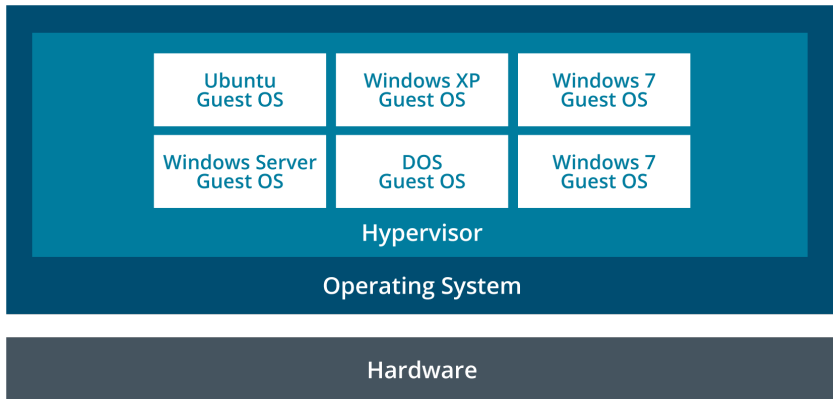 Ubuntu
Guest OS
Windows XP
Guest OS
Windows 7
Guest OS
Windows Server
Guest OS
DOS
Guest OS
Windows 7
Guest OS
Hypervisor
Operating System
Hardware